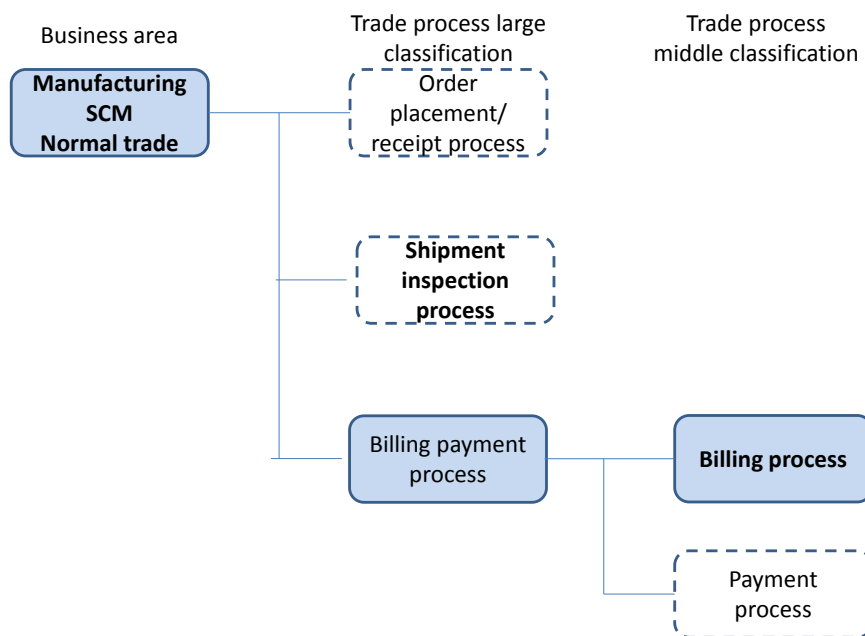 Business area
Trade process large
classification
Trade process
middle classification
Manufacturing
SCM
Normal trade
Order
placement/
receipt process
Shipment
inspection
process
Billing payment
process
Billing process
Payment
process